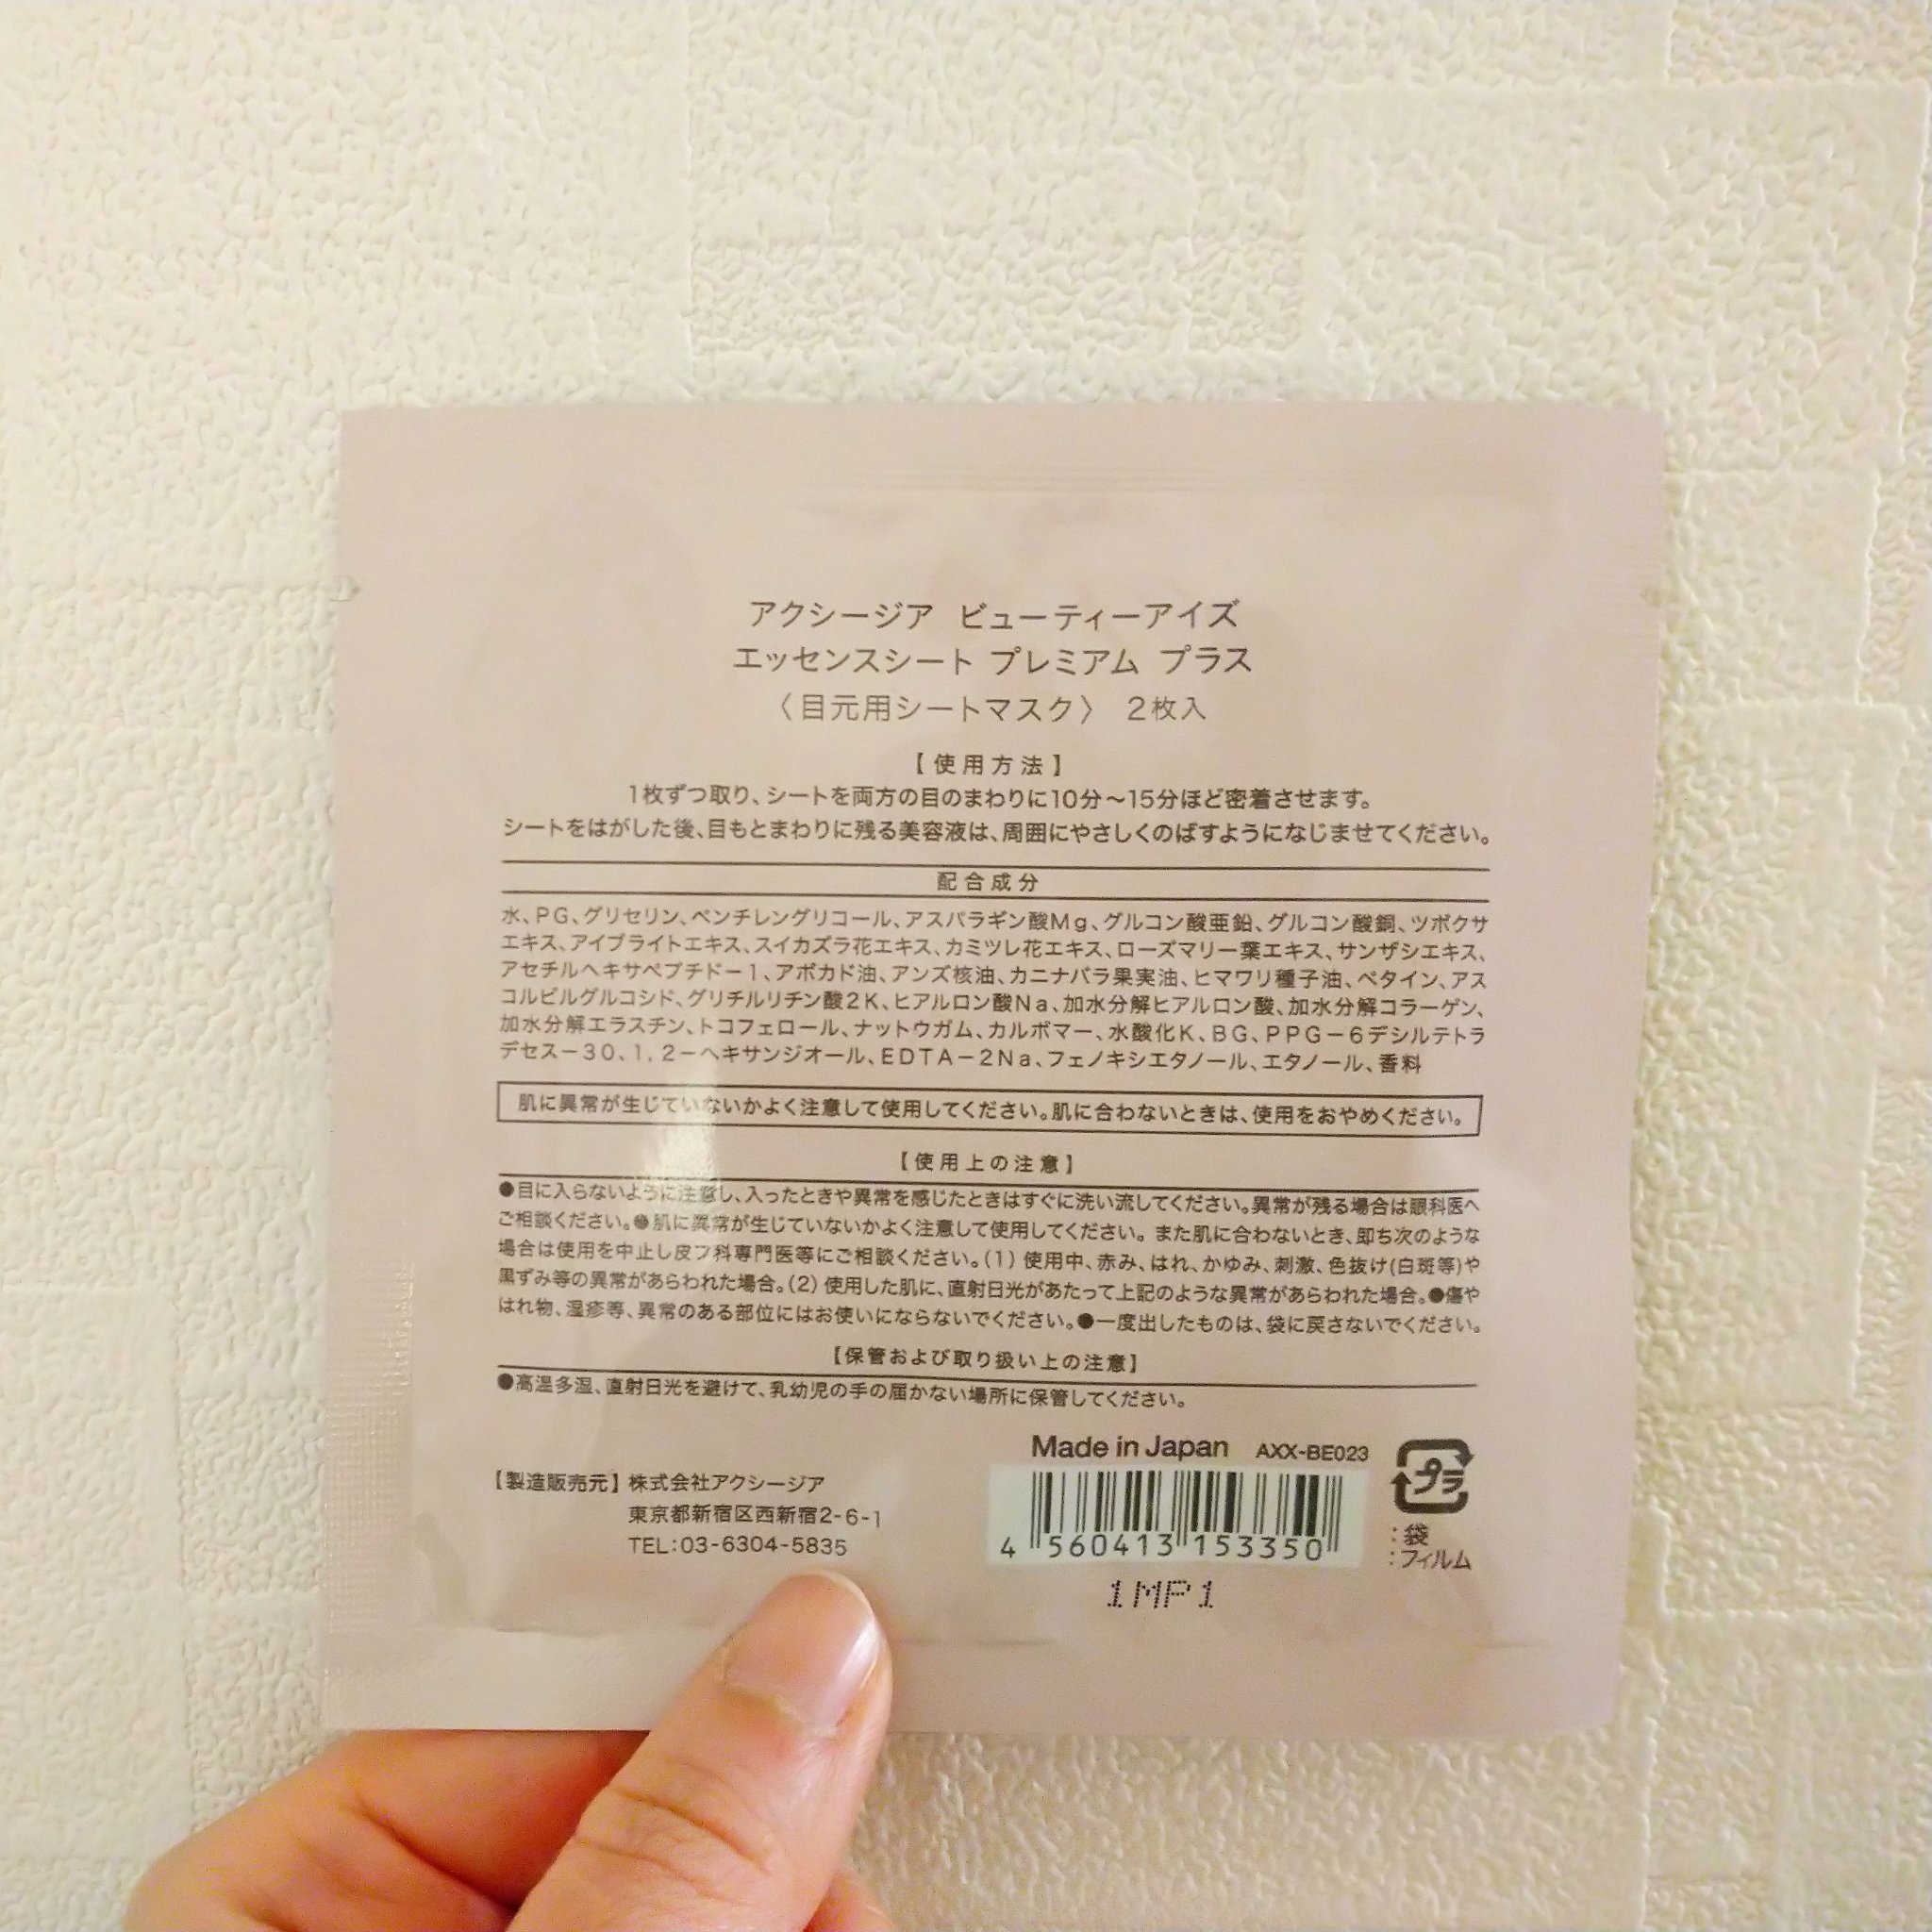 アクシージア ビューティーアイズ
エッセンスシート プレミアム プラス
〈目元用シートマスク〉 2枚入
【使用方法】
1枚ずつ取り、シートを両方の目のまわりに10分～15分ほど密着させます。
シートをはがした後、目もとまわりに残る美容液は、周囲にやさしくのばすようになじませてください。
配合成分
水、PG、グリセリン、ペンチレングリコール、アスパラギン酸Mg、グルコン酸亜鉛、グルコン酸銅、ツボクサ
エキス、アイブライトエキス、スイカズラ花エキス、カミツレ花エキス、ローズマリー葉エキス、サンザシエキス、
アセチルヘキサペプチドー1、アボカド油、アンズ核油、カニナバラ果実油、ヒマワリ種子油、ベタイン、アス
コルビルグルコシド、グリチルリチン酸2K、ヒアルロン酸Na、加水分解ヒアルロン酸、加水分解コラーゲン、
加水分解エラスチン、トコフェロール、ナットウガム、カルボマー、水酸化K、BG、PPG－6デシルテトラ
デセス－30、1，2－ヘキサンジオール、EDTA－2Na、フェノキシエタノール、エタノール、香料
肌に異常が生じていないかよく注意して使用してください。肌に合わないときは、使用をおやめください。
【使用上の注意】
●目に入らないように注意し、入ったときや異常を感じたときはすぐに洗い流してください。異常が残る場合は眼科医へ
ご相談ください。●肌に異常が生じていないかよく注意して使用してください。また肌に合わないとき、即ち次のような
場合は使用を中止し皮フ科専門医等にご相談ください。(1) 使用中、赤み、はれ、かゆみ、刺激、色抜け(白斑等)や
黒ずみ等の異常があらわれた場合。(2) 使用した肌に、直射日光があたって上記のような異常があらわれた場合。●傷や
はれ物、湿疹等、異常のある部位にはお使いにならないでください。●一度出したものは、袋に戻さないでください。
【保管および取り扱い上の注意】
●高温多湿、直射日光を避けて、乳幼児の手の届かない場所に保管してください。
Made in Japan AXX-BE023
【製造販売元】株式会社アクシージア
東京都新宿区西新宿2-6-1
TEL:03-6304-5835
4 560413 153350
プラ
:袋
:フィルム
1MP1